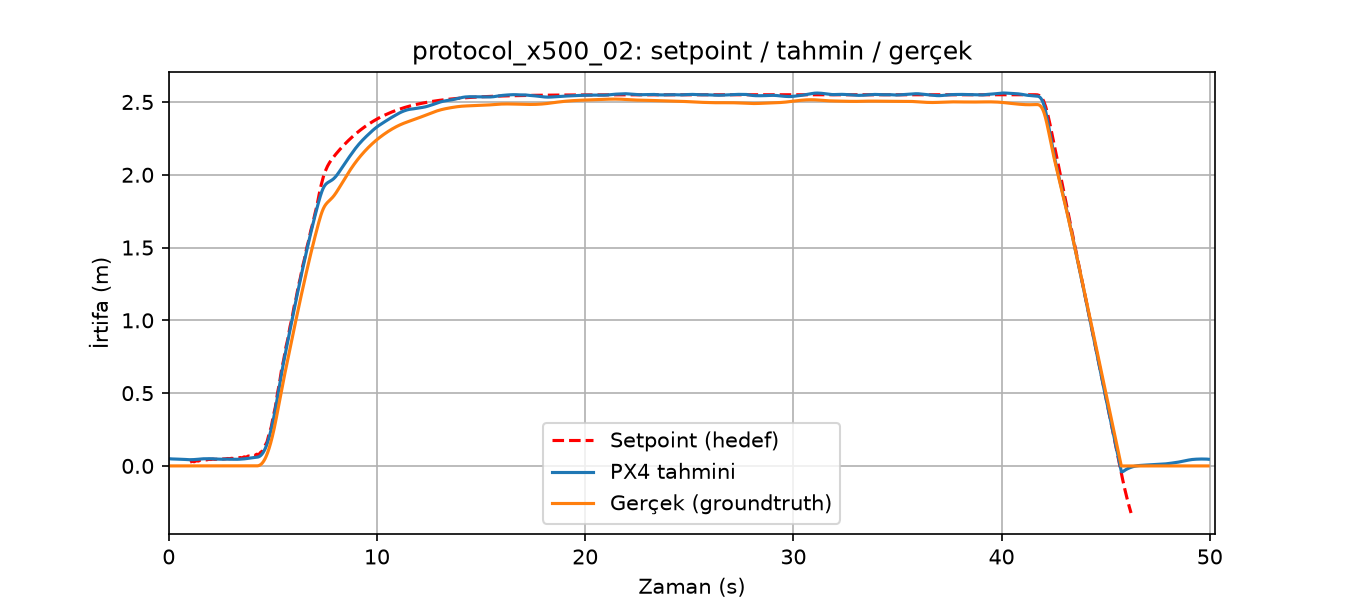 protocol_x500_02: setpoint / tahmin / gerçek
İrtifa (m)
2.5
2.0
1.5
1.0
0.5
0.0
Setpoint (hedef)
PX4 tahmini
Gerçek (groundtruth)
0 10 20 30 40 50
Zaman (s)